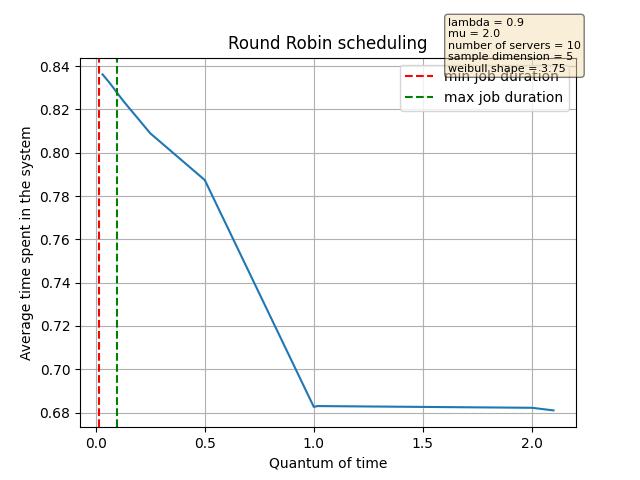 lambda = 0.9
mu = 2.0
number of servers = 10
sample dimension = 5
weibull shape = 3.75
Round Robin scheduling
min job duration
max job duration
Average time spent in the system
0.84
0.82
0.80
0.78
0.76
0.74
0.72
0.70
0.68
0.0 0.5 1.0 1.5 2.0
Quantum of time